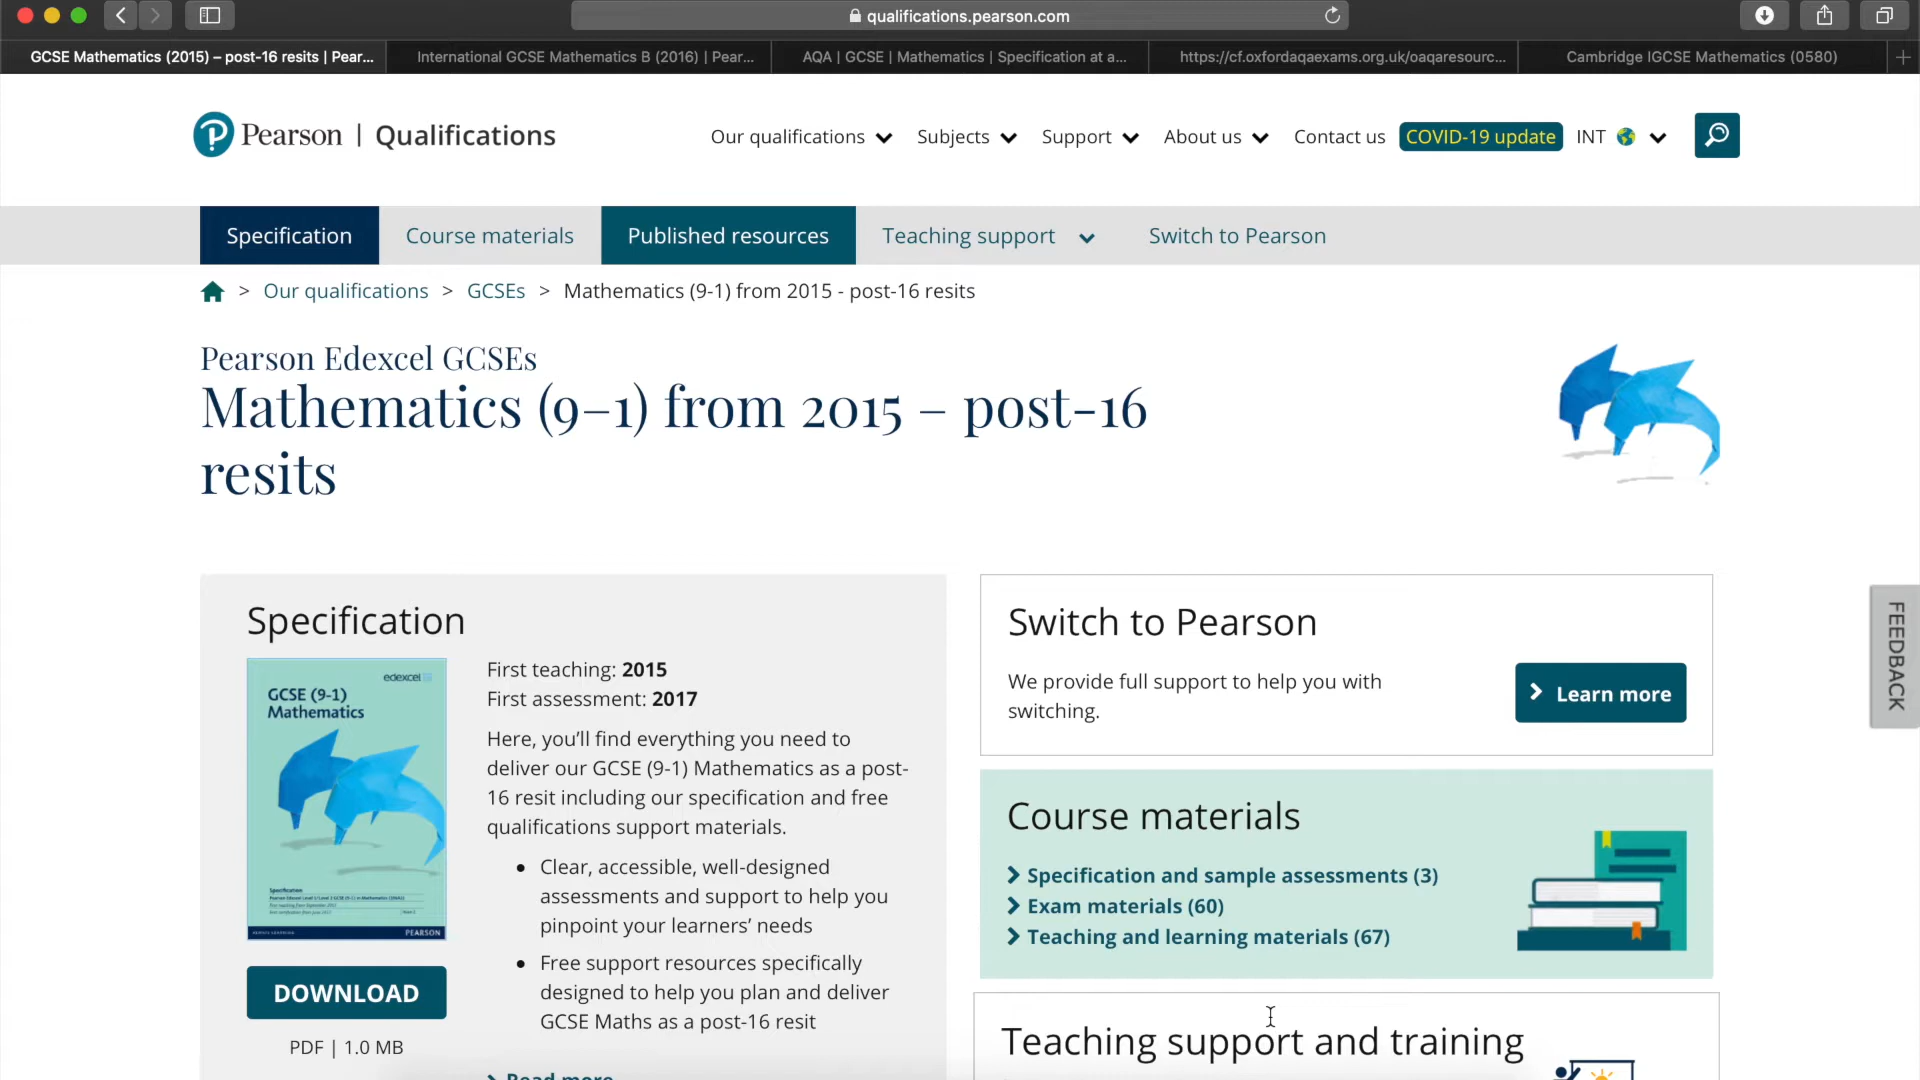 qualifications.pearson.com
GCSE Mathematics (2015) – post-16 resits | Pear...
International GCSE Mathematics B (2016) | Pear...
AQA | GCSE | Mathematics | Specification at a...
https://cf.oxfordaqaexams.org.uk/oaqaresourc...
Cambridge IGCSE Mathematics (0580)
Pearson | Qualifications
Our qualifications
Subjects
Support
About us
Contact us
COVID-19 update
INT
Specification
Course materials
Published resources
Teaching support
Switch to Pearson
> Our qualifications > GCSEs > Mathematics (9-1) from 2015 - post-16 resits
Pearson Edexcel GCSEs
Mathematics (9–1) from 2015 – post-16
resits
Specification
edexcel
GCSE (9-1)
Mathematics
Specification
PEARSON
DOWNLOAD
PDF | 1.0 MB
First teaching: 2015
First assessment: 2017
Here, you’ll find everything you need to
deliver our GCSE (9-1) Mathematics as a post-
16 resit including our specification and free
qualifications support materials.
• Clear, accessible, well-designed
assessments and support to help you
pinpoint your learners’ needs
• Free support resources specifically
designed to help you plan and deliver
GCSE Maths as a post-16 resit
Read more
Switch to Pearson
We provide full support to help you with
switching.
Learn more
Course materials
Specification and sample assessments (3)
Exam materials (60)
Teaching and learning materials (67)
Teaching support and training
FEEDBACK